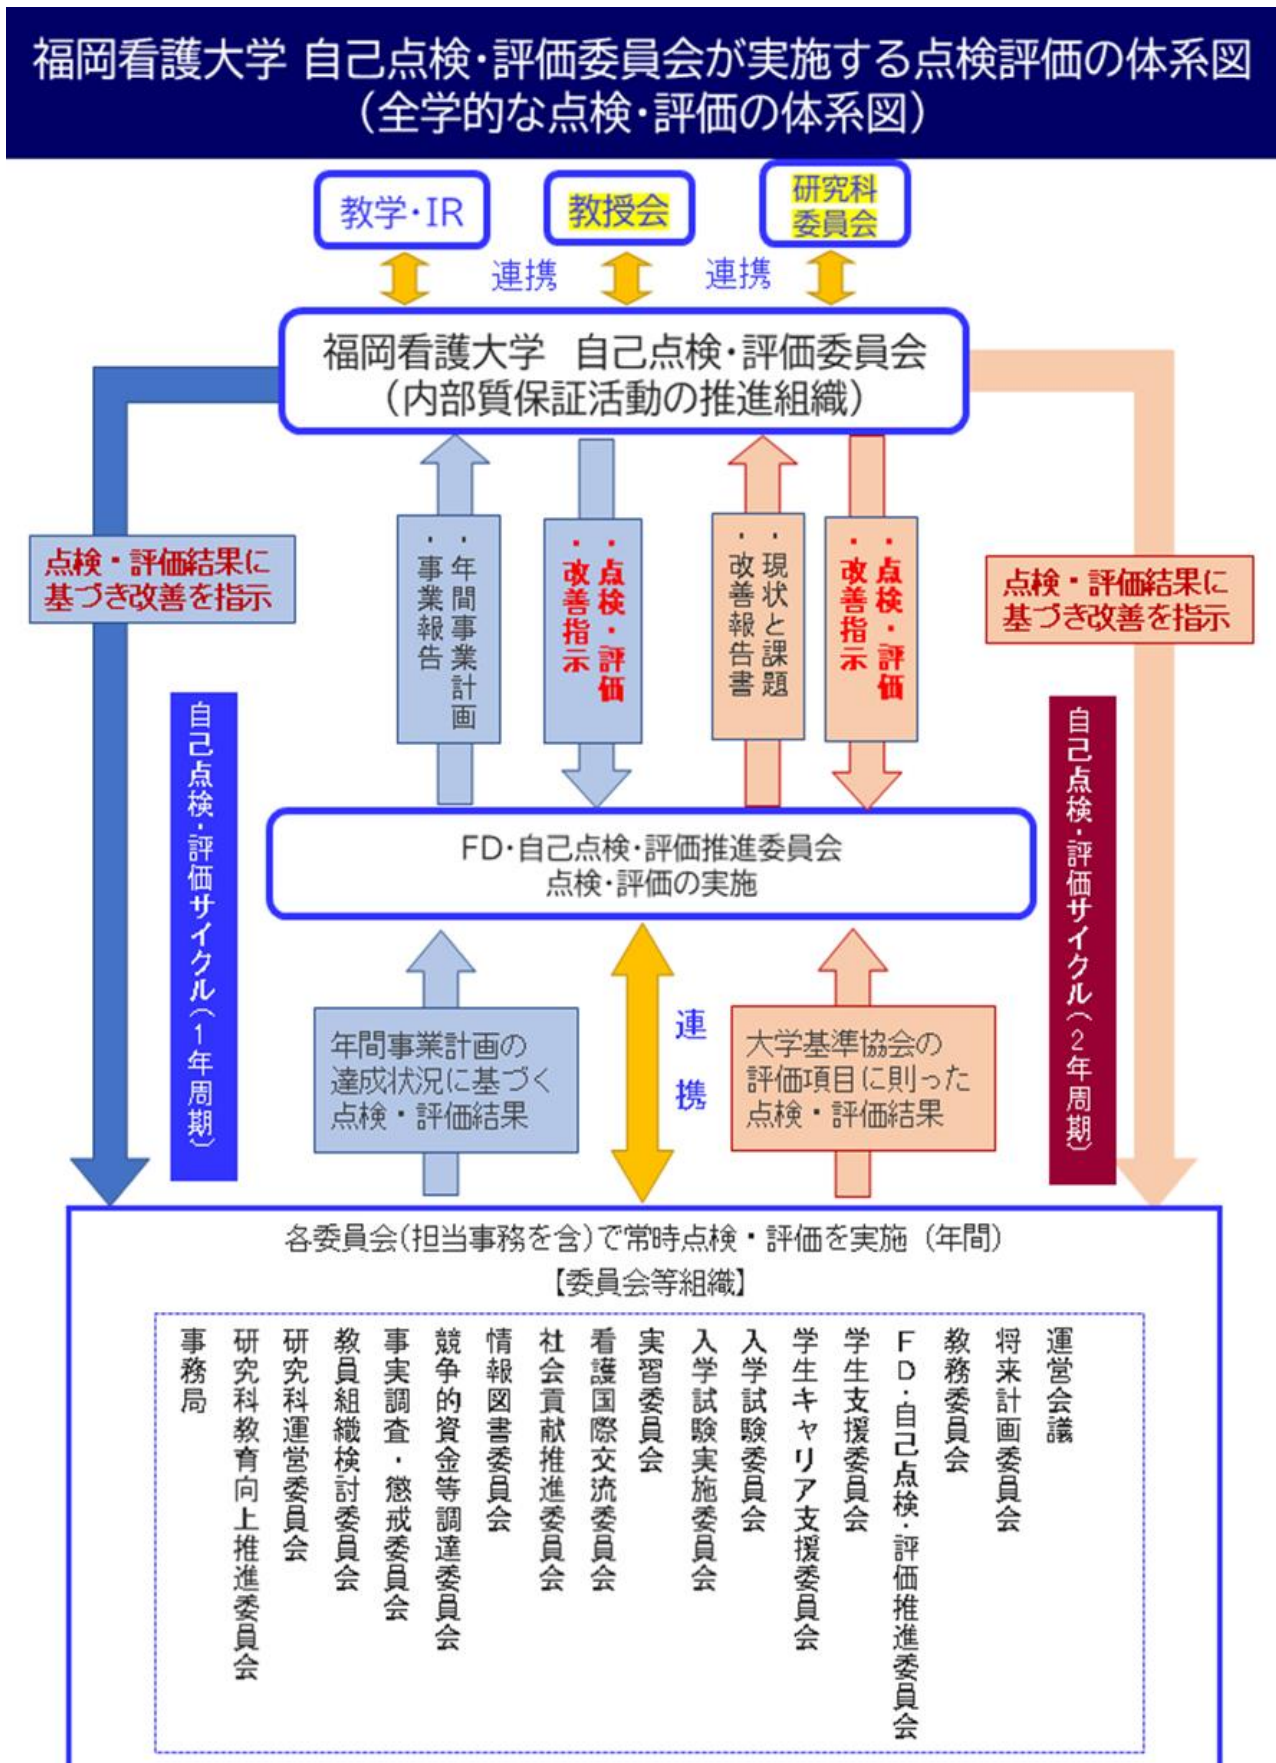 福岡看護大学 自己点検・評価委員会が実施する点検評価の体系図
（全学的な点検・評価の体系図）
教学・IR
教授会
研究科
委員会
連携
連携
福岡看護大学　自己点検・評価委員会
（内部質保証活動の推進組織）
点検・評価結果に
基づき改善を指示
・年間事業計画
・事業報告
・点検・評価
・改善指示
・現状と課題
・改善報告書
・点検・評価
・改善指示
点検・評価結果に
基づき改善を指示
自己点検・評価サイクル（1年周期）
自己点検・評価サイクル（2年周期）
FD・自己点検・評価推進委員会
点検・評価の実施
年間事業計画の
達成状況に基づく
点検・評価結果
連携
大学基準協会の
評価項目に則った
点検・評価結果
各委員会（担当事務を含）で常時点検・評価を実施（年間）
【委員会等組織】
運営会議
将来計画委員会
教務委員会
FD・自己点検・評価推進委員会
学生支援委員会
学生キャリア支援委員会
入学試験委員会
入学試験実施委員会
実習委員会
看護国際交流委員会
社会貢献推進委員会
情報図書委員会
競争的資金等調達委員会
事実調査・懲戒委員会
教員組織検討委員会
研究科運営委員会
研究科教育向上推進委員会
事務局